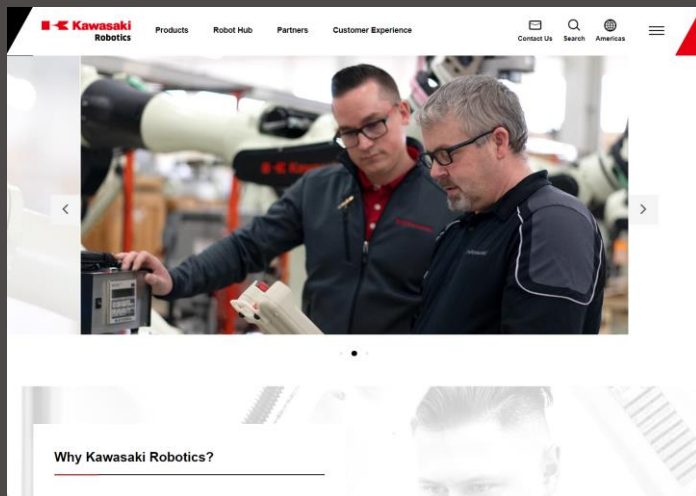 Kawasaki
Robotics
Products
Robot Hub
Partners
Customer Experience
Contact Us
Search
Americas
Why Kawasaki Robotics?